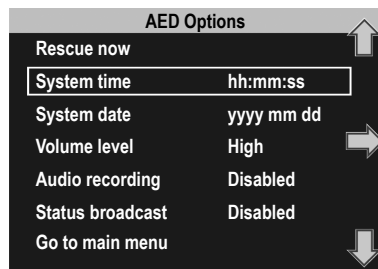 AED Options
Rescue now
System time hh:mm:ss
System date yyyy mm dd
Volume level High
Audio recording Disabled
Status broadcast Disabled
Go to main menu